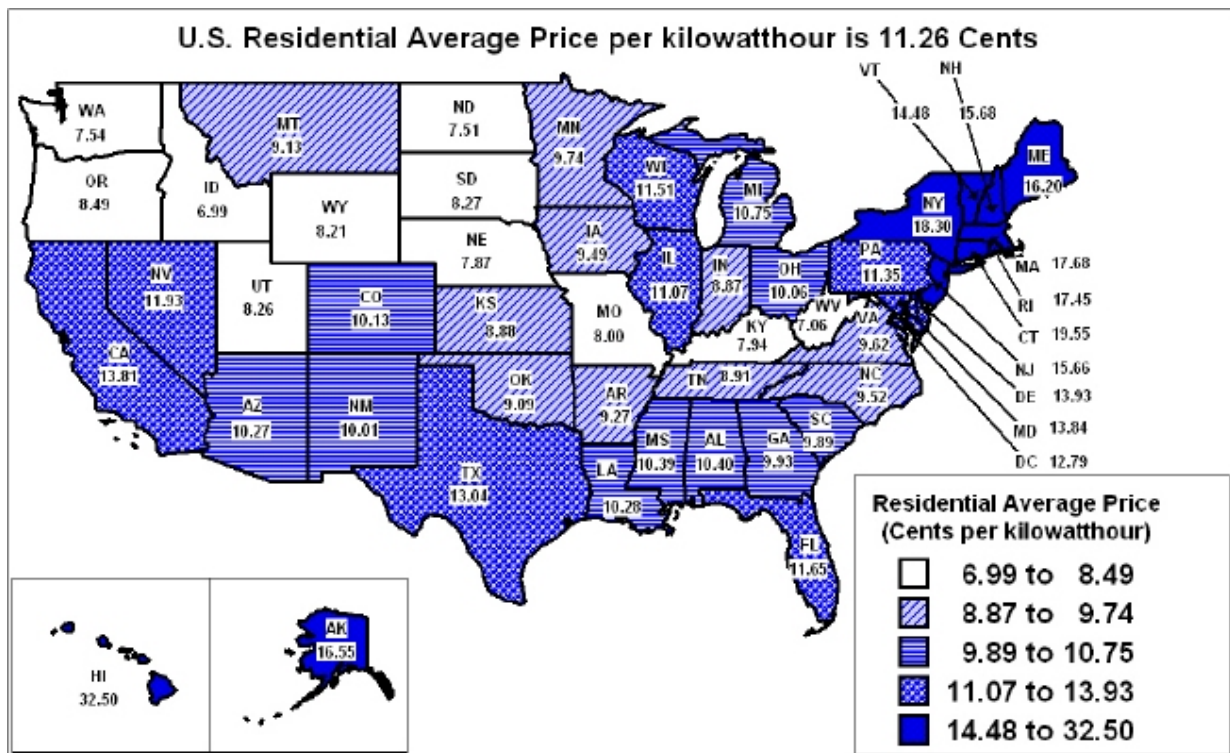 U.S. Residential Average Price per kilowatthour is 11.26 Cents
VT
14.48
NH
15.68
WA
7.54
MT
9.13
ND
7.51
MN
9.74
ME
16.20
OR
8.49
ID
6.99
WY
8.21
SD
8.27
WI
11.51
MI
10.75
NY
18.30
NE
7.87
IA
9.49
NV
11.93
UT
8.26
CO
10.13
KS
8.88
MO
8.00
IL
11.07
IN
8.87
OH
10.06
PA
11.35
WV
7.06
VA
9.62
KY
7.94
MA 17.68
RI 17.45
CT 19.55
NJ 15.66
DE 13.93
MD 13.84
DC 12.79
CA
13.81
AZ
10.27
NM
10.01
OK
9.09
AR
9.27
TN 8.91
NC
9.52
SC
9.89
MS
10.39
AL
10.40
GA
9.93
TX
13.04
LA
10.28
FL
11.65
HI
32.50
AK
16.55
Residential Average Price
(Cents per kilowatthour)
6.99 to 8.49
8.87 to 9.74
9.89 to 10.75
11.07 to 13.93
14.48 to 32.50